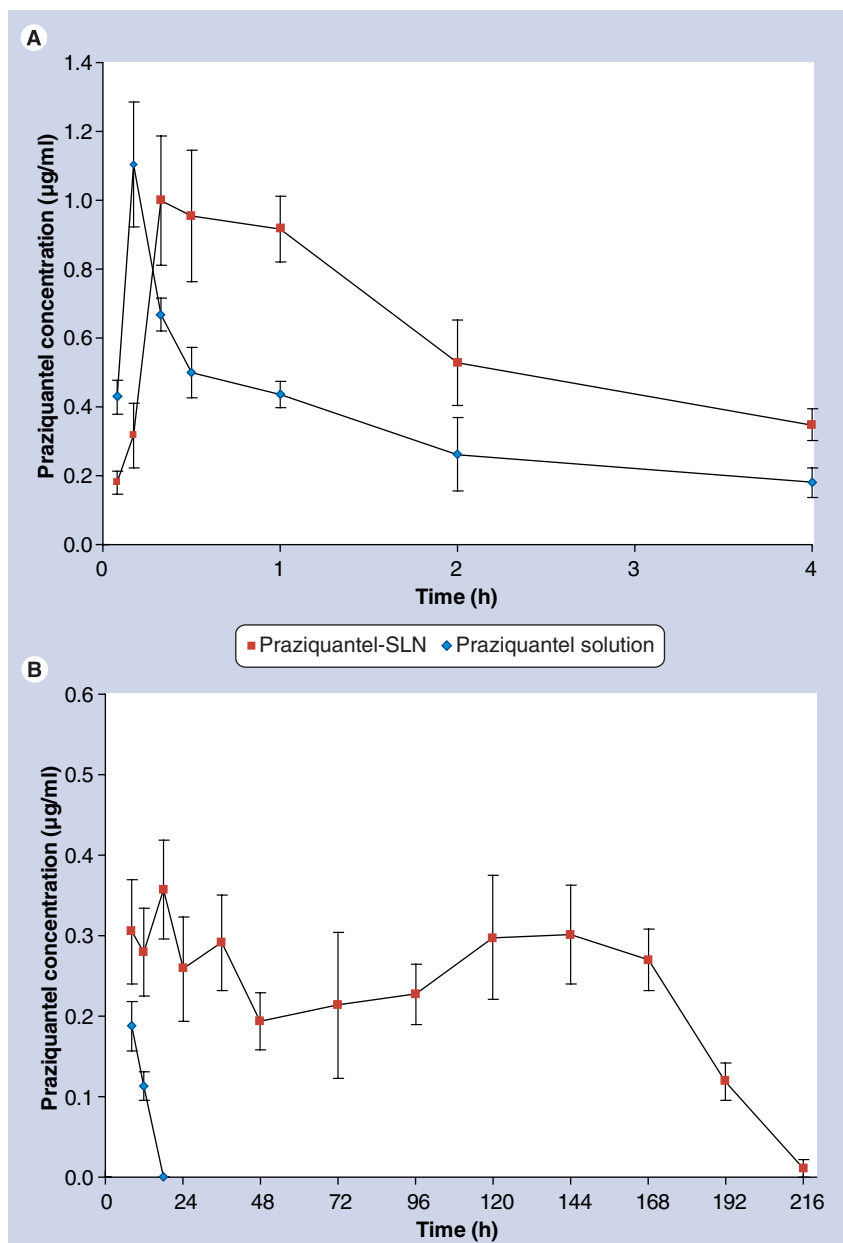 A
1.4
1.2
1.0
0.8
0.6
0.4
0.2
0.0
Praziquantel concentration (µg/ml)
0 1 2 3 4
Time (h)
Praziquantel-SLN Praziquantel solution
B
0.6
0.5
0.4
0.3
0.2
0.1
0.0
Praziquantel concentration (µg/ml)
0 24 48 72 96 120 144 168 192 216
Time (h)